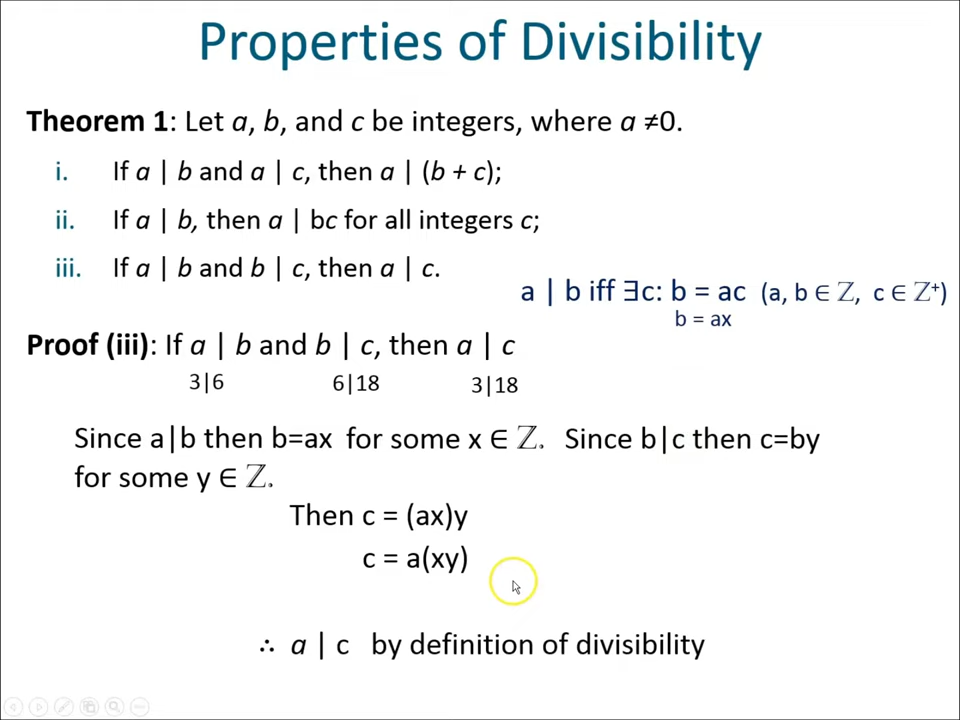 Properties of Divisibility
Theorem 1: Let a, b, and c be integers, where a ≠0.
i. If a | b and a | c, then a | (b + c);
ii. If a | b, then a | bc for all integers c;
iii. If a | b and b | c, then a | c.
a | b iff ∃c: b = ac (a, b ∈ ℤ, c ∈ ℤ⁺)
b = ax
Proof (iii): If a | b and b | c, then a | c
3|6 6|18 3|18
Since a|b then b=ax for some x ∈ ℤ. Since b|c then c=by
for some y ∈ ℤ.
Then c = (ax)y
c = a(xy)
∴ a | c by definition of divisibility